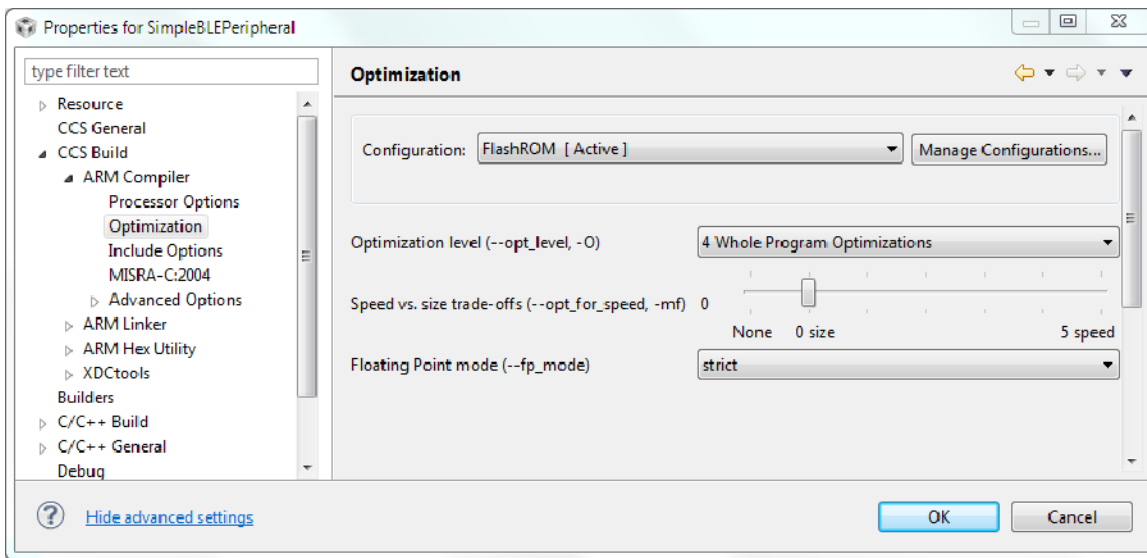 Properties for SimpleBLEPeripheral
type filter text
Resource
CCS General
CCS Build
ARM Compiler
Processor Options
Optimization
Include Options
MISRA-C:2004
Advanced Options
ARM Linker
ARM Hex Utility
XDCtools
Builders
C/C++ Build
C/C++ General
Debug
Optimization
Configuration: FlashROM [ Active ] Manage Configurations...
Optimization level (--opt_level, -O) 4 Whole Program Optimizations
Speed vs. size trade-offs (--opt_for_speed, -mf) 0
None 0 size 5 speed
Floating Point mode (--fp_mode) strict
? Hide advanced settings OK Cancel